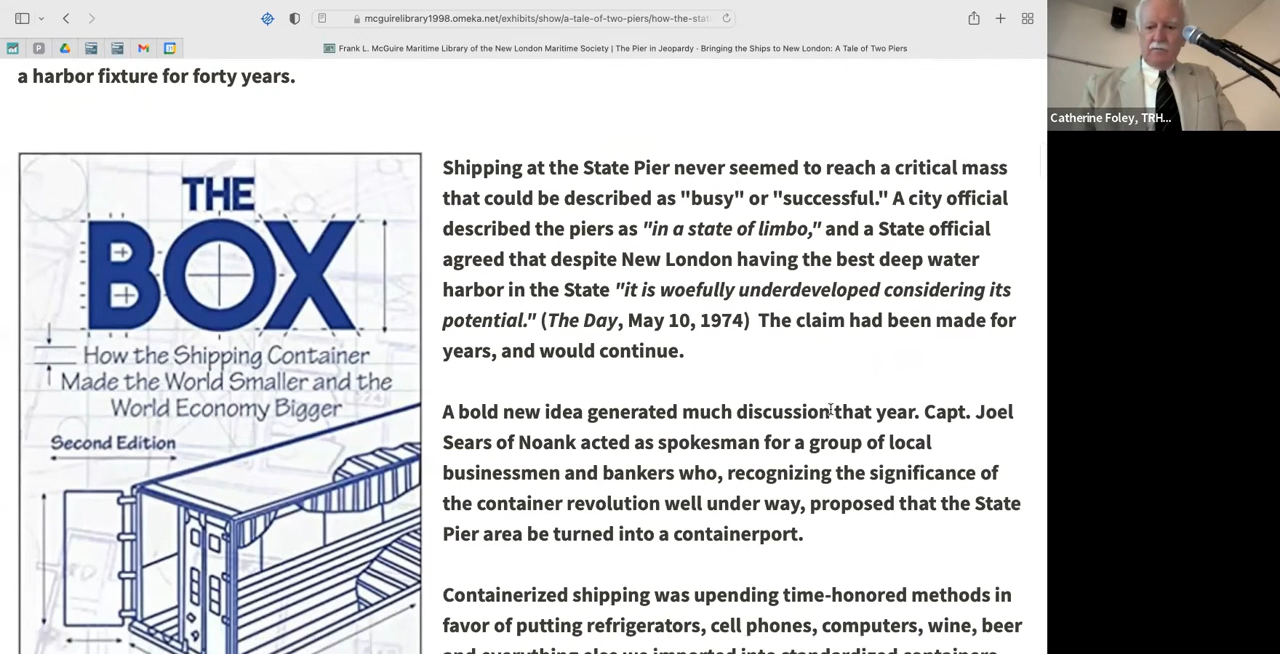 mcguirelibrary1998.omeka.net/exhibits/show/a-tale-of-two-piers/how-the-stat
Frank L. McGuire Maritime Library of the New London Maritime Society | The Pier in Jeopardy · Bringing the Ships to New London: A Tale of Two Piers
a harbor fixture for forty years.
THE
BOX
How the Shipping Container
Made the World Smaller and the
World Economy Bigger
Second Edition
Shipping at the State Pier never seemed to reach a critical mass
that could be described as "busy" or "successful." A city official
described the piers as "in a state of limbo," and a State official
agreed that despite New London having the best deep water
harbor in the State "it is woefully underdeveloped considering its
potential." (The Day, May 10, 1974)  The claim had been made for
years, and would continue.
A bold new idea generated much discussion that year. Capt. Joel
Sears of Noank acted as spokesman for a group of local
businessmen and bankers who, recognizing the significance of
the container revolution well under way, proposed that the State
Pier area be turned into a containerport.
Containerized shipping was upending time-honored methods in
favor of putting refrigerators, cell phones, computers, wine, beer
and everything else we imported into standardized containers
Catherine Foley, TRH...